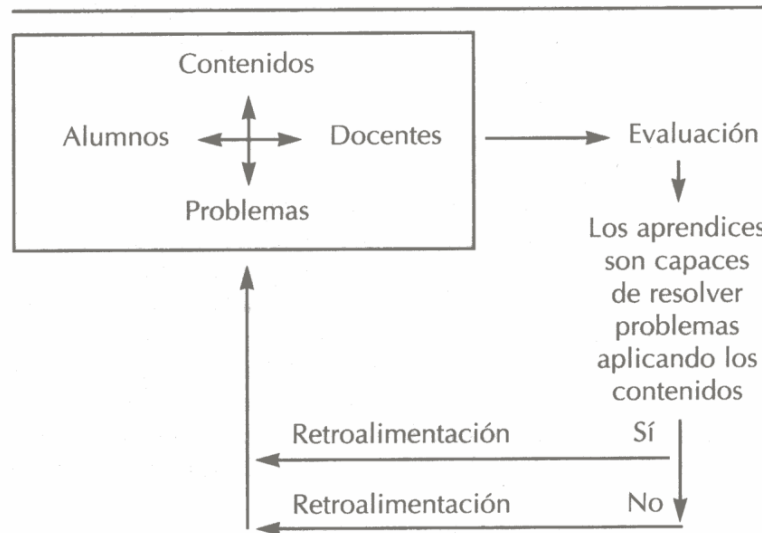 Contenidos
Alumnos Docentes Evaluación
Problemas
Los aprendices
son capaces
de resolver
problemas
aplicando los
contenidos
Retroalimentación Sí
Retroalimentación No